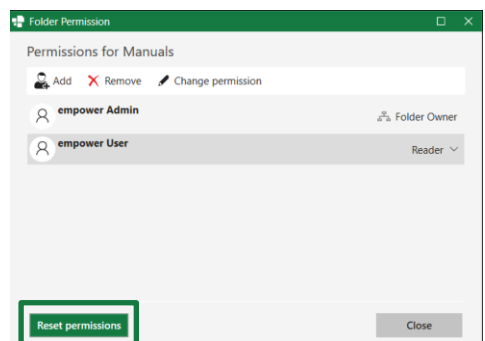 Folder Permission
Permissions for Manuals
Add Remove Change permission
empower Admin
Folder Owner
empower User
Reader
Reset permissions Close